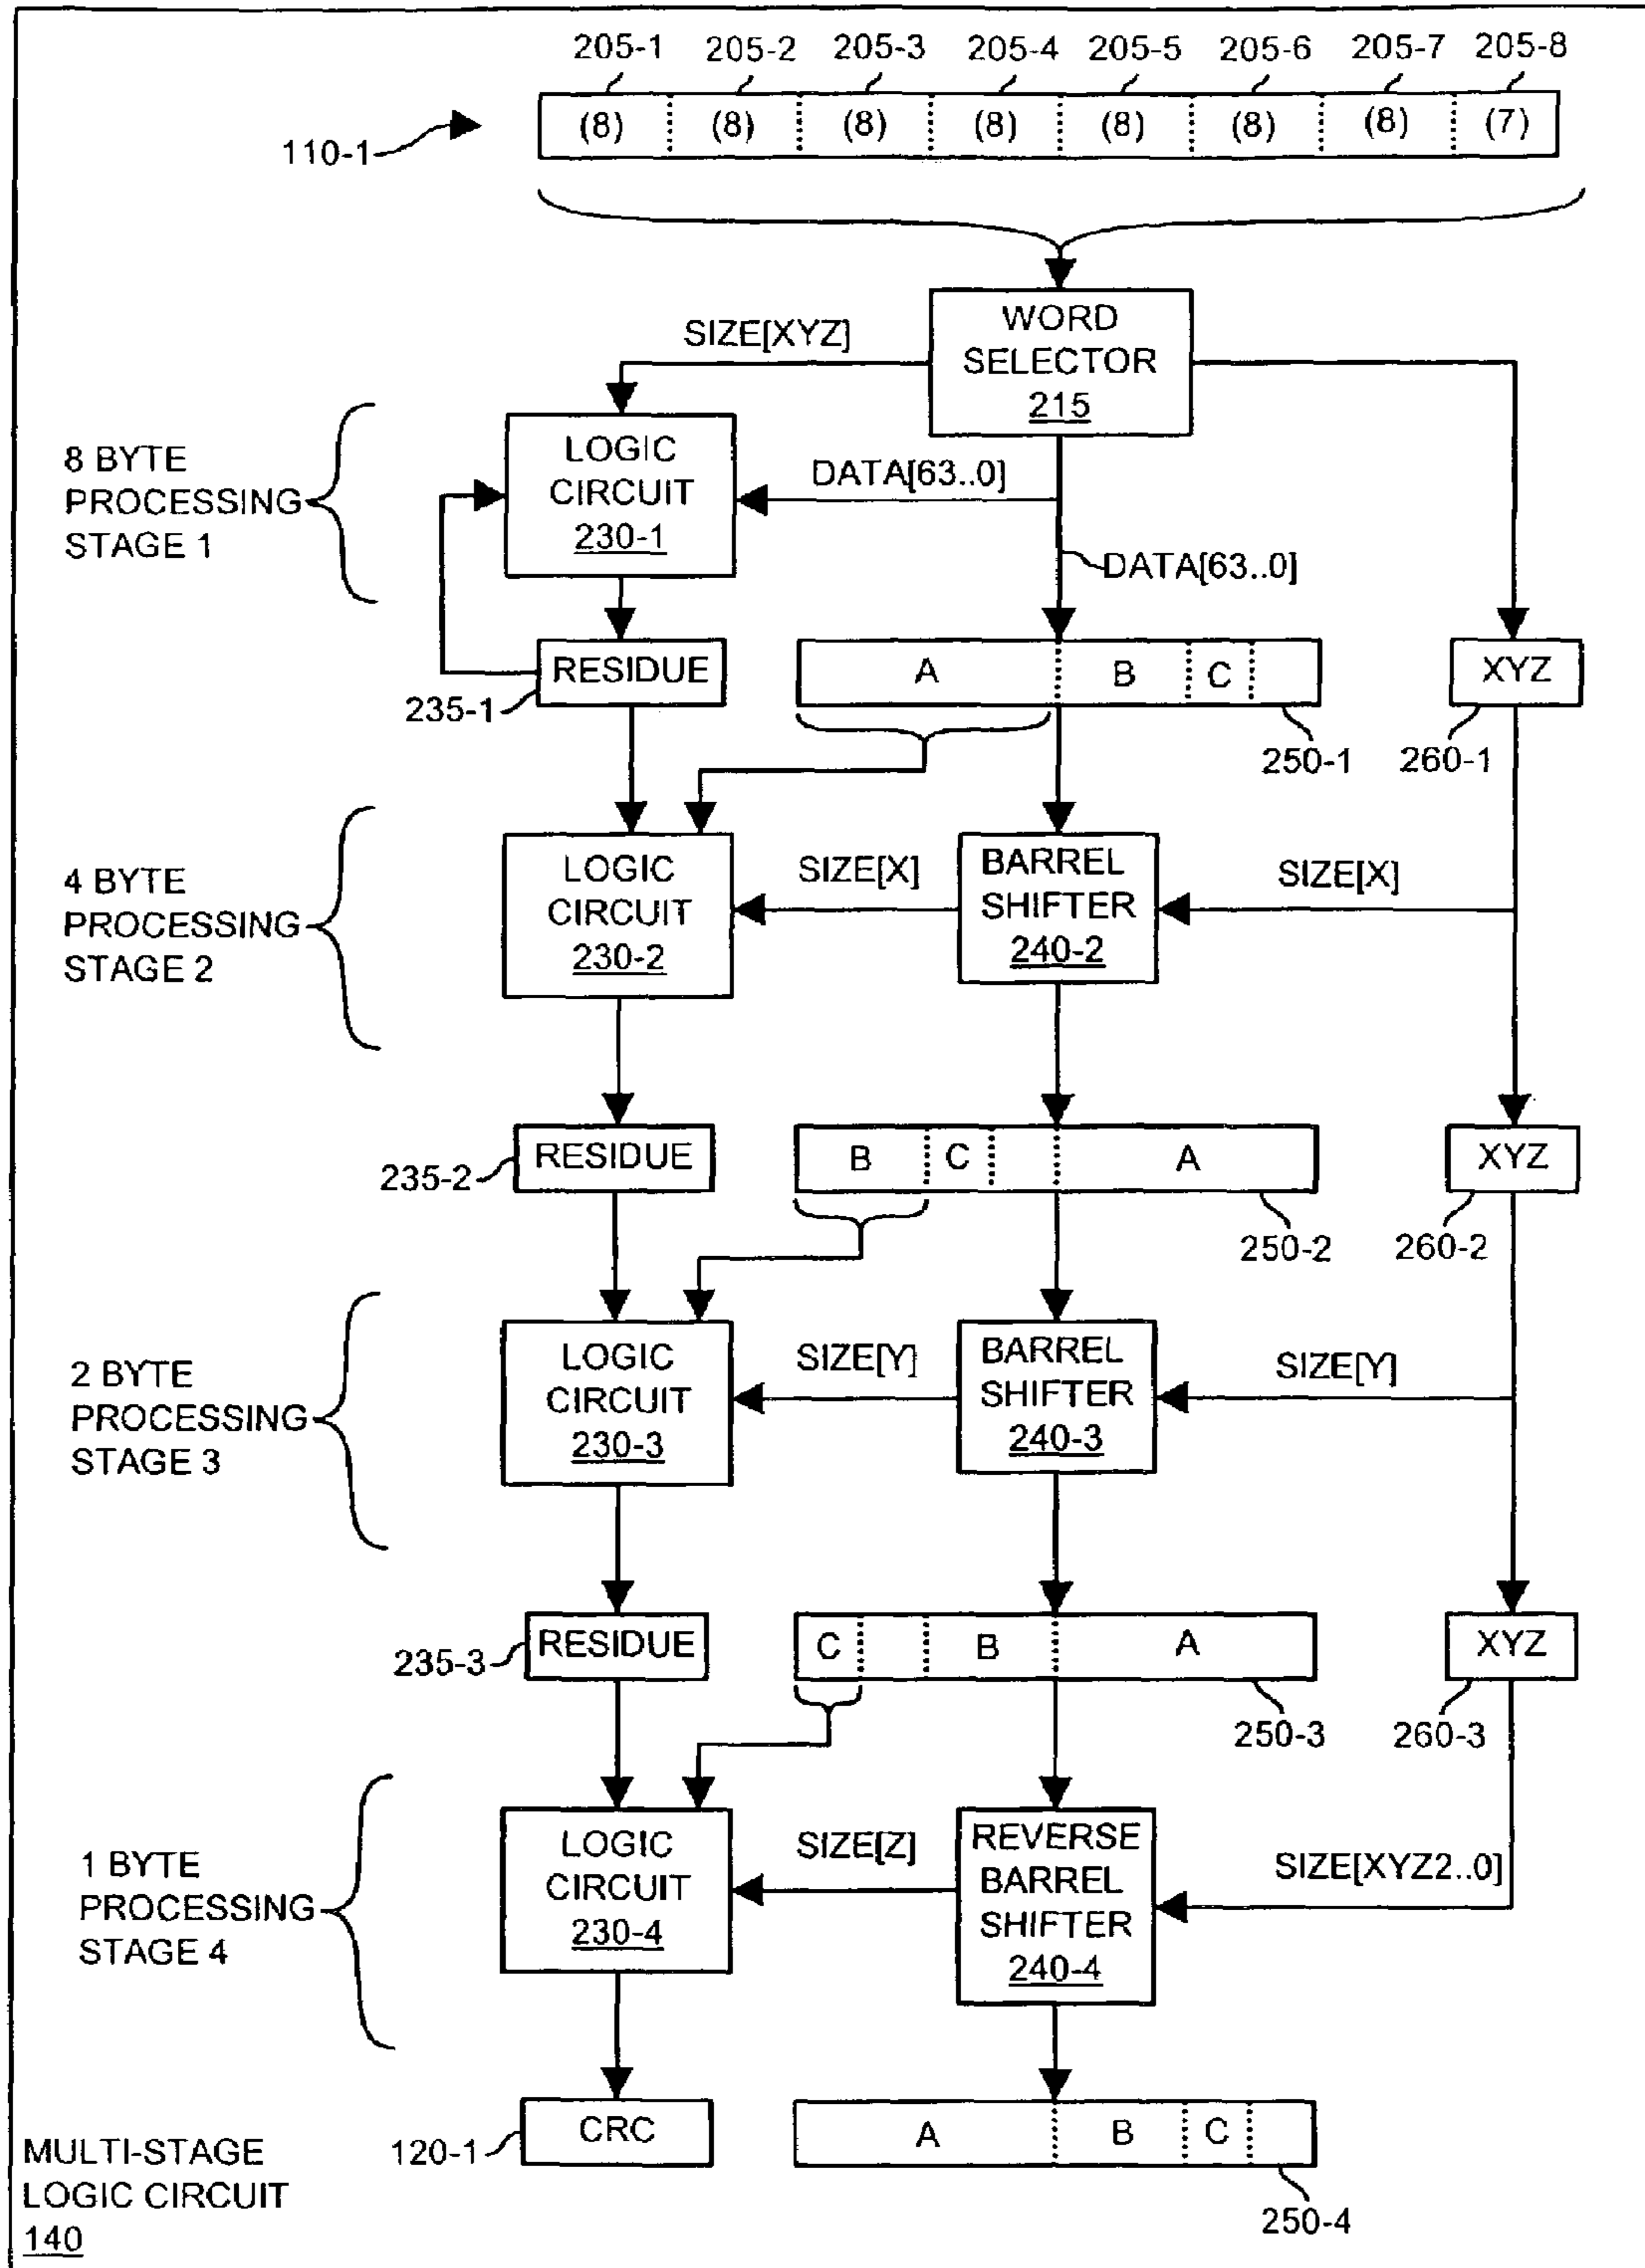 205-1 205-2 205-3 205-4 205-5 205-6 205-7 205-8
(8) (8) (8) (8) (8) (8) (8) (7)
110-1
WORD
SELECTOR
215
SIZE[XYZ]
8 BYTE
PROCESSING
STAGE 1
LOGIC
CIRCUIT
230-1
DATA[63..0]
DATA[63..0]
RESIDUE
235-1
A B C
250-1
XYZ
260-1
4 BYTE
PROCESSING
STAGE 2
LOGIC
CIRCUIT
230-2
SIZE[X]
BARREL
SHIFTER
240-2
SIZE[X]
RESIDUE
235-2
B C A
250-2
XYZ
260-2
2 BYTE
PROCESSING
STAGE 3
LOGIC
CIRCUIT
230-3
SIZE[Y]
BARREL
SHIFTER
240-3
SIZE[Y]
RESIDUE
235-3
C B A
250-3
XYZ
260-3
1 BYTE
PROCESSING
STAGE 4
LOGIC
CIRCUIT
230-4
SIZE[Z]
REVERSE
BARREL
SHIFTER
240-4
SIZE[XYZ2..0]
CRC
120-1
A B C
250-4
MULTI-STAGE
LOGIC CIRCUIT
140